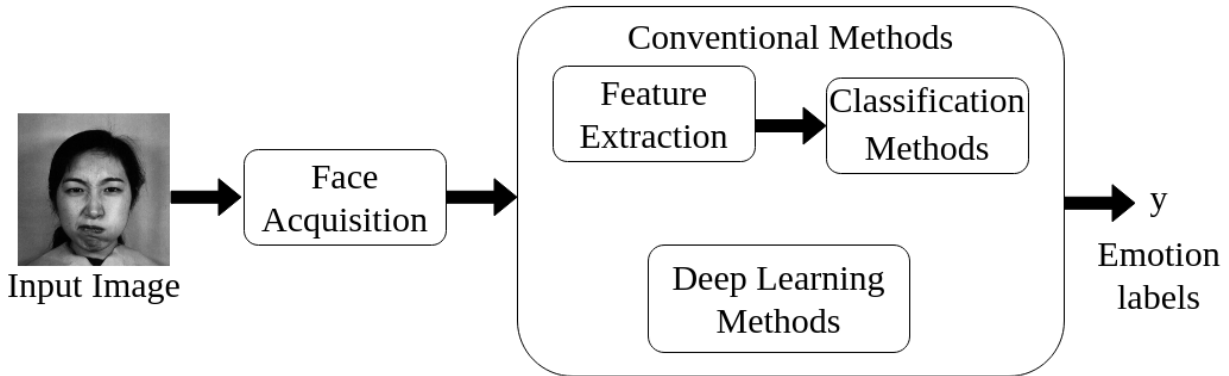 Input Image
Face
Acquisition
Conventional Methods
Feature
Extraction
Classification
Methods
Deep Learning
Methods
y
Emotion
labels